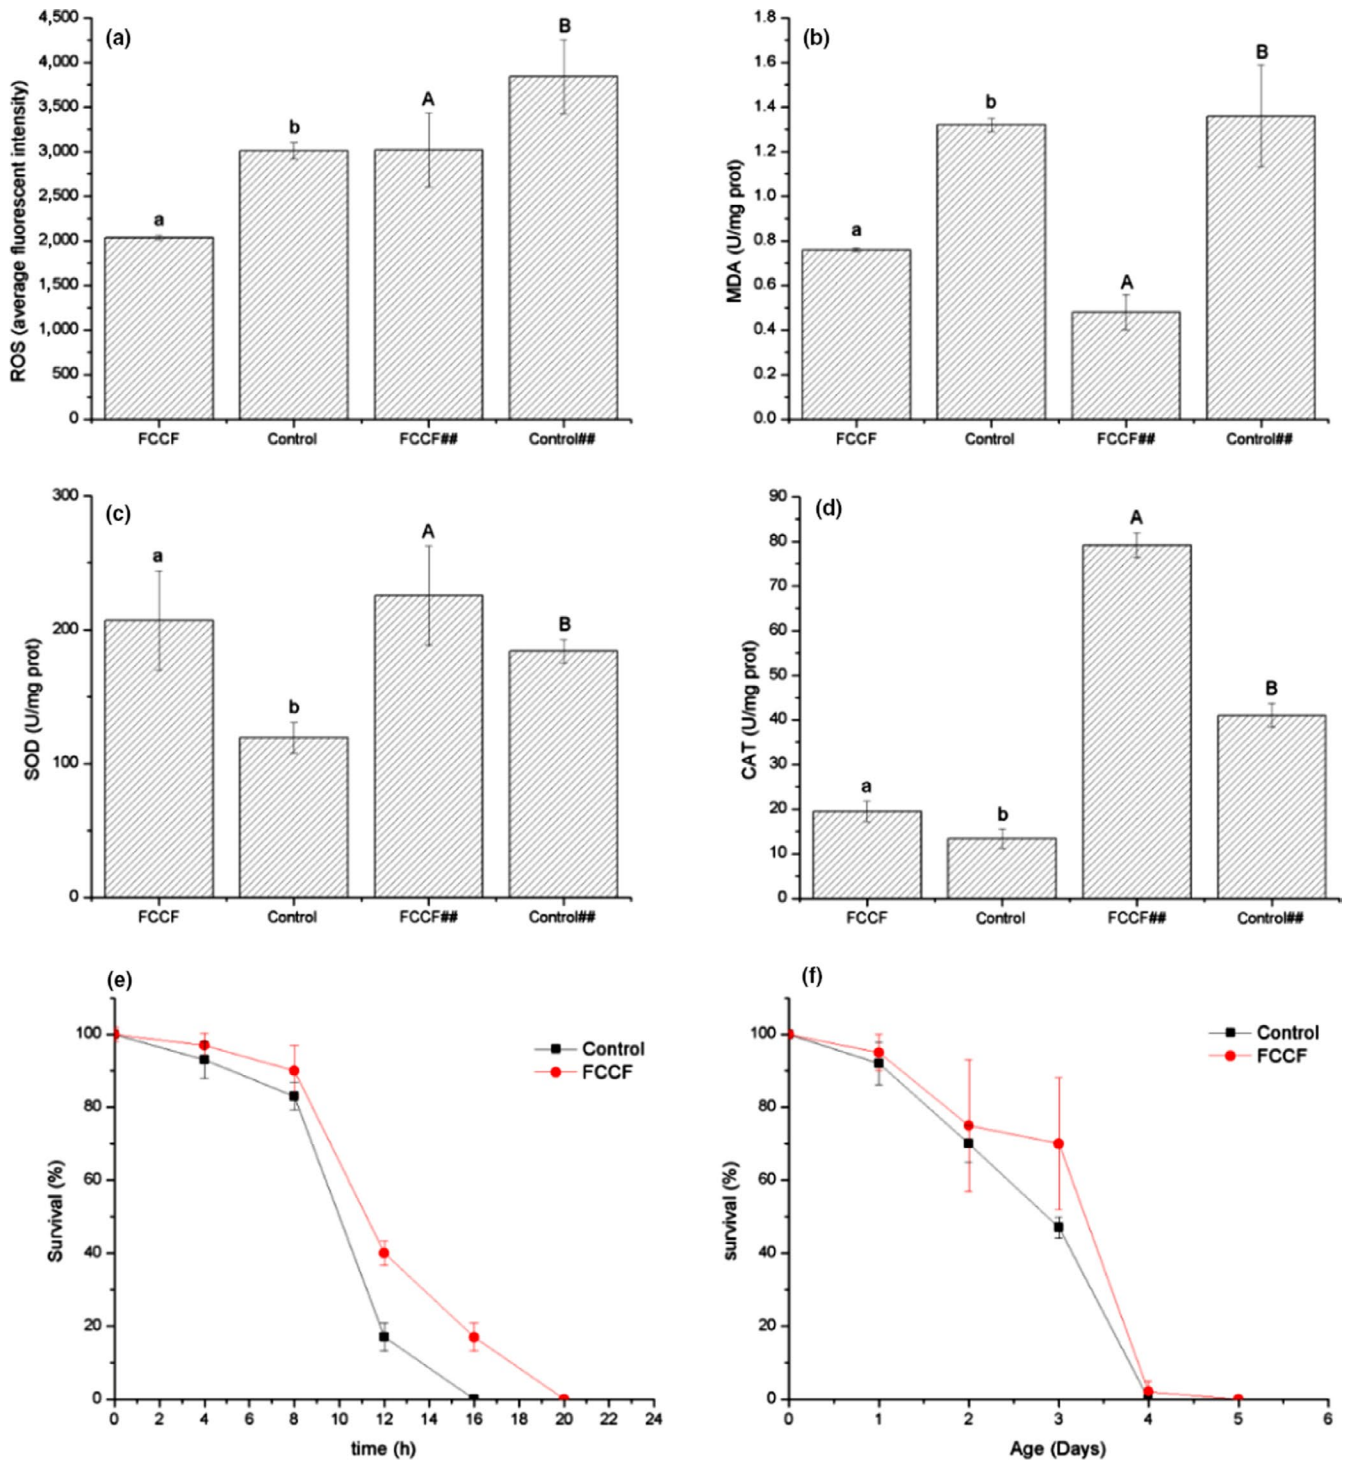 (a)
ROS (average fluorescent intensity)
4,500
4,000
3,500
3,000
2,500
2,000
1,500
1,000
500
0
a
b
A
B
FCCF
Control
FCCF##
Control##
(b)
MDA (U/mg prot)
1.8
1.6
1.4
1.2
1.0
0.8
0.6
0.4
0.2
0.0
a
b
A
B
FCCF
Control
FCCF##
Control##
(c)
SOD (U/mg prot)
300
200
100
0
a
b
A
B
FCCF
Control
FCCF##
Control##
(d)
CAT (U/mg prot)
90
80
70
60
50
40
30
20
10
0
a
b
A
B
FCCF
Control
FCCF##
Control##
(e)
Survival (%)
100
80
60
40
20
0
Control
FCCF
0 2 4 6 8 10 12 14 16 18 20 22 24
time (h)
(f)
survival (%)
100
80
60
40
20
0
Control
FCCF
0 1 2 3 4 5 6
Age (Days)